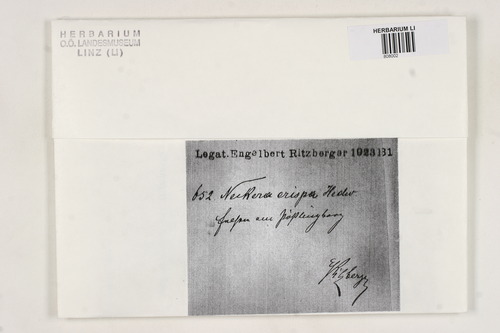 HERBARIUM
O.Ö. LANDESMUSEUM
LINZ (LI)
HERBARIUM LI
Legat. Engelbert Ritzberger 1923/31
652. Neckera crispa Hedw
Felsen am Pöstlingberg